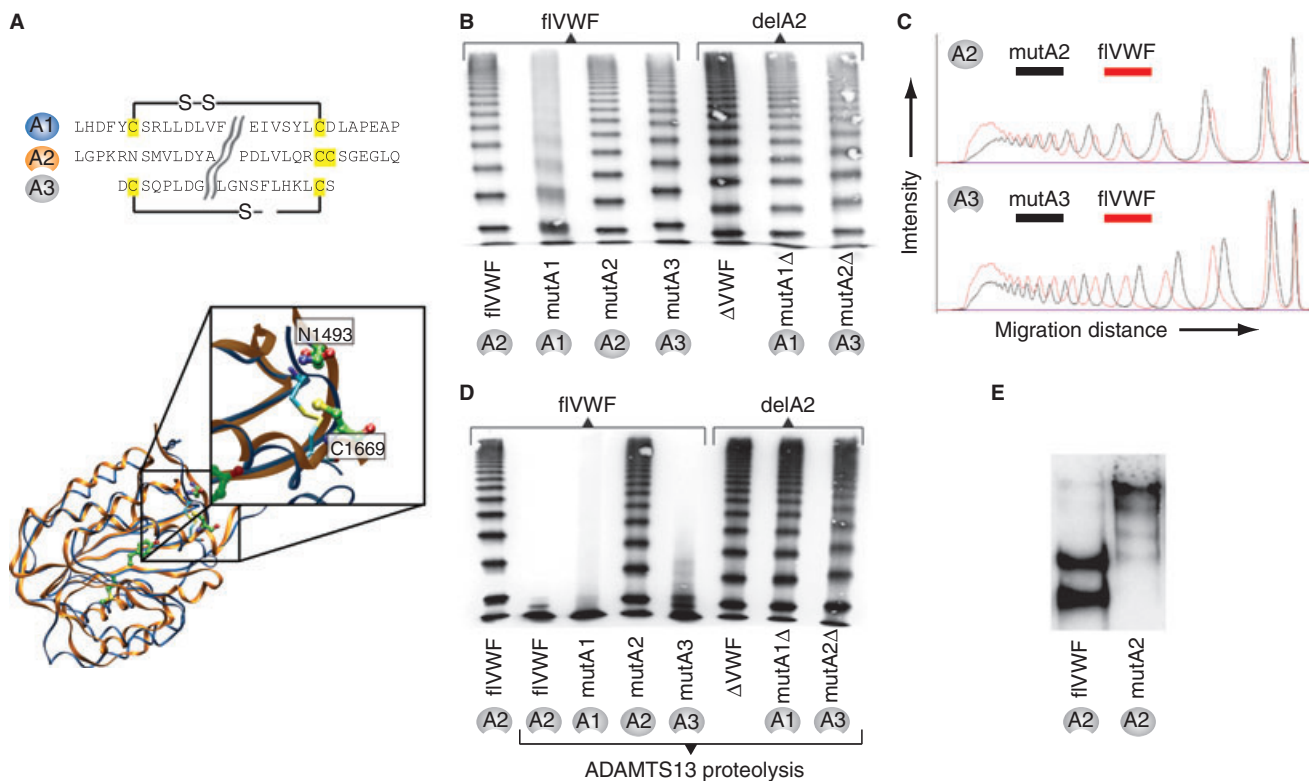 A
S–S
A1 LHDFYCSRLLDLVF EIVSYLCDLAPEAP
A2 LGPKRNSMVLDYA PDLVLQRCCSGEGLQ
A3 DCSQPLDG LGNSFLHKLCS
S
N1493
C1669
B
flVWF delA2
flVWF mutA1 mutA2 mutA3 ΔVWF mutA1Δ mutA2Δ
A2 A1 A2 A3 A1 A3
C
A2 mutA2 flVWF
A3 mutA3 flVWF
Imtensity
Migration distance
D
flVWF delA2
flVWF flVWF mutA1 mutA2 mutA3 ΔVWF mutA1Δ mutA2Δ
A2 A2 A1 A2 A3 A1 A3
ADAMTS13 proteolysis
E
flVWF mutA2
A2 A2